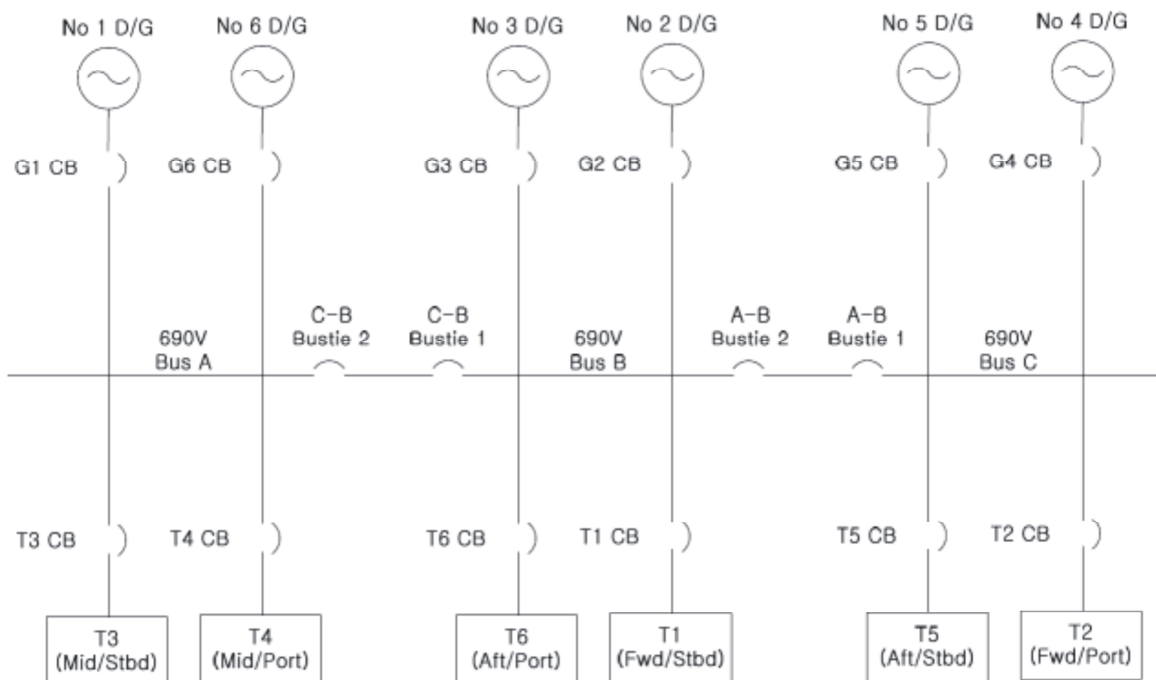 No 1 D/G
No 6 D/G
No 3 D/G
No 2 D/G
No 5 D/G
No 4 D/G
G1 CB
G6 CB
G3 CB
G2 CB
G5 CB
G4 CB
690V
Bus A
C-B
Bustie 2
C-B
Bustie 1
690V
Bus B
A-B
Bustie 2
A-B
Bustie 1
690V
Bus C
T3 CB
T4 CB
T6 CB
T1 CB
T5 CB
T2 CB
T3
(Mid/Stbd)
T4
(Mid/Port)
T6
(Aft/Port)
T1
(Fwd/Stbd)
T5
(Aft/Stbd)
T2
(Fwd/Port)